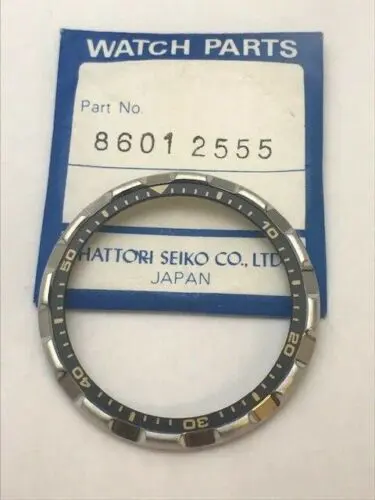 WATCH PARTS
Part No.
8601 2555
HATTORI SEIKO CO., LTD.
JAPAN
10
20
30
40
50